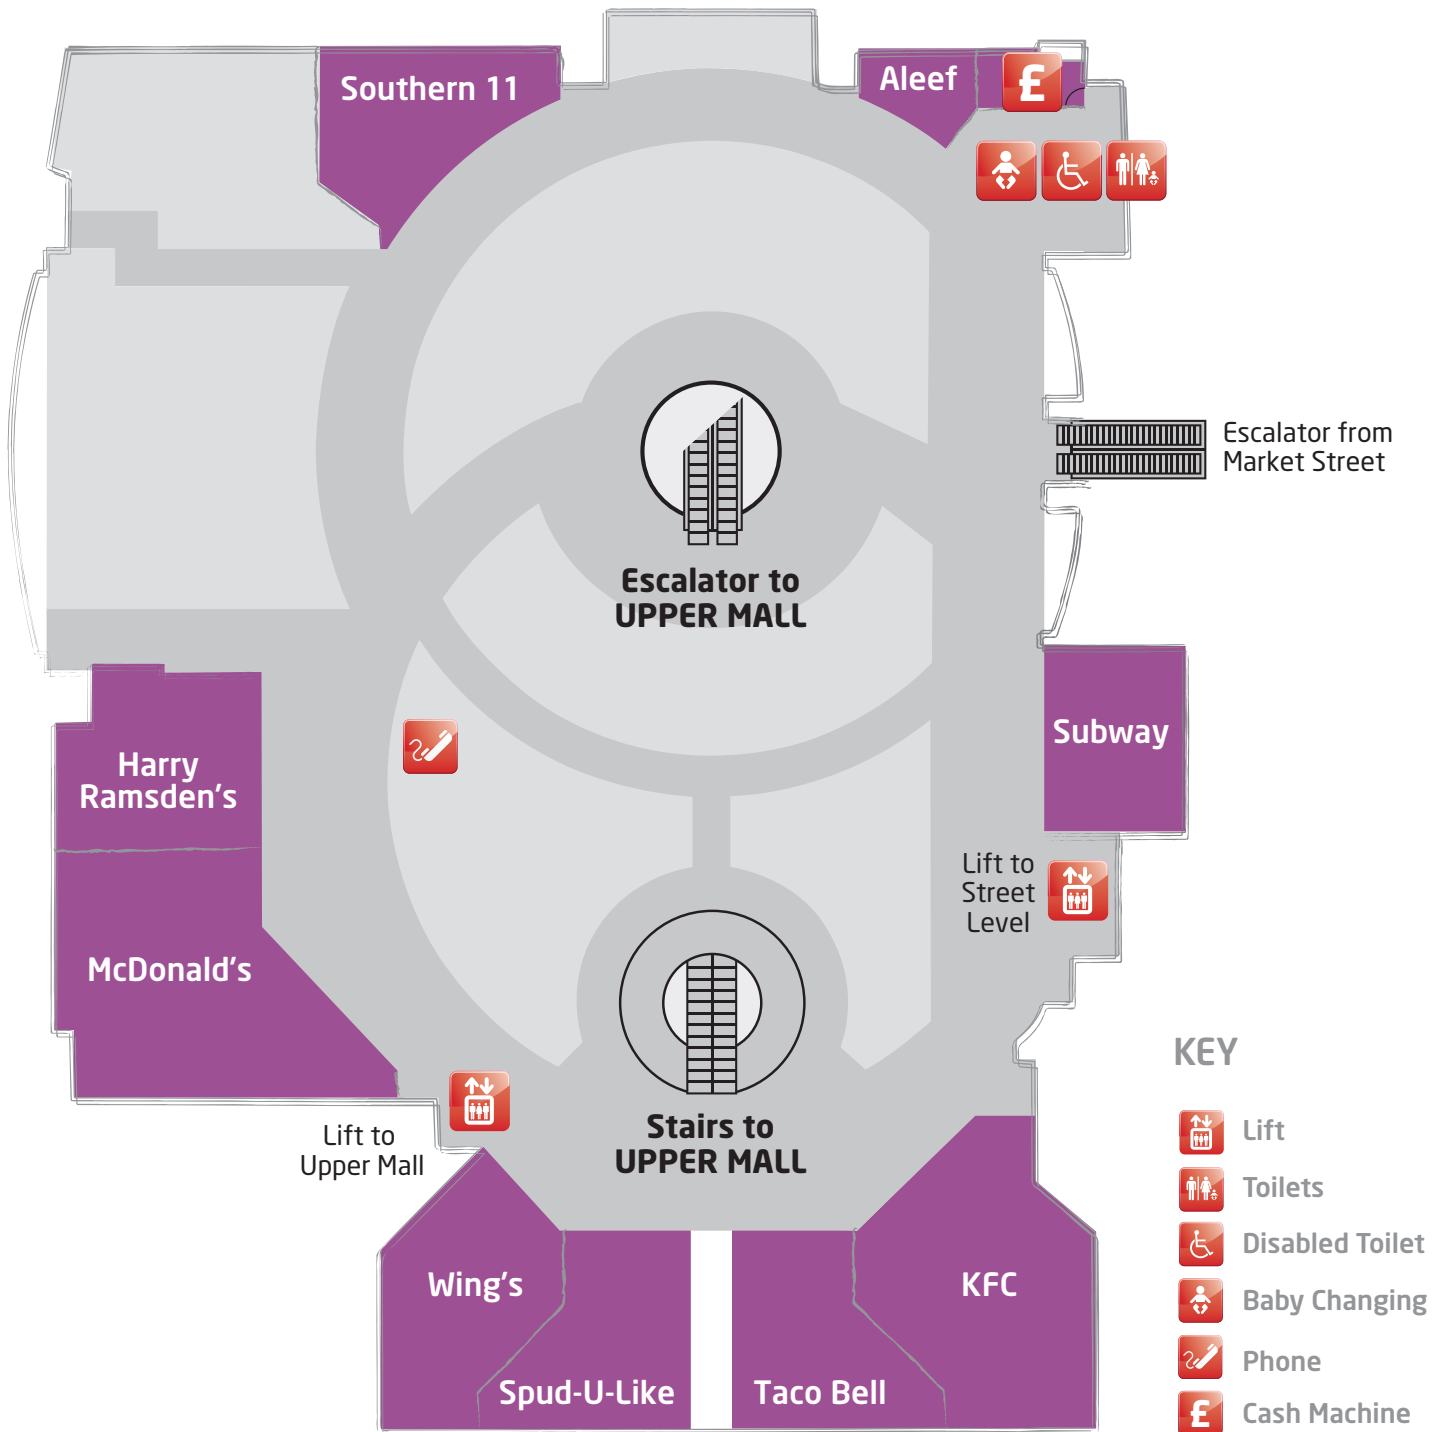 Southern 11
Aleef
£
Escalator from
Market Street
Escalator to
UPPER MALL
Subway
Harry
Ramsden's
Lift to
Street
Level
McDonald's
Lift to
Upper Mall
Stairs to
UPPER MALL
Wing's
KFC
Spud-U-Like
Taco Bell
KEY
Lift
Toilets
Disabled Toilet
Baby Changing
Phone
£
Cash Machine